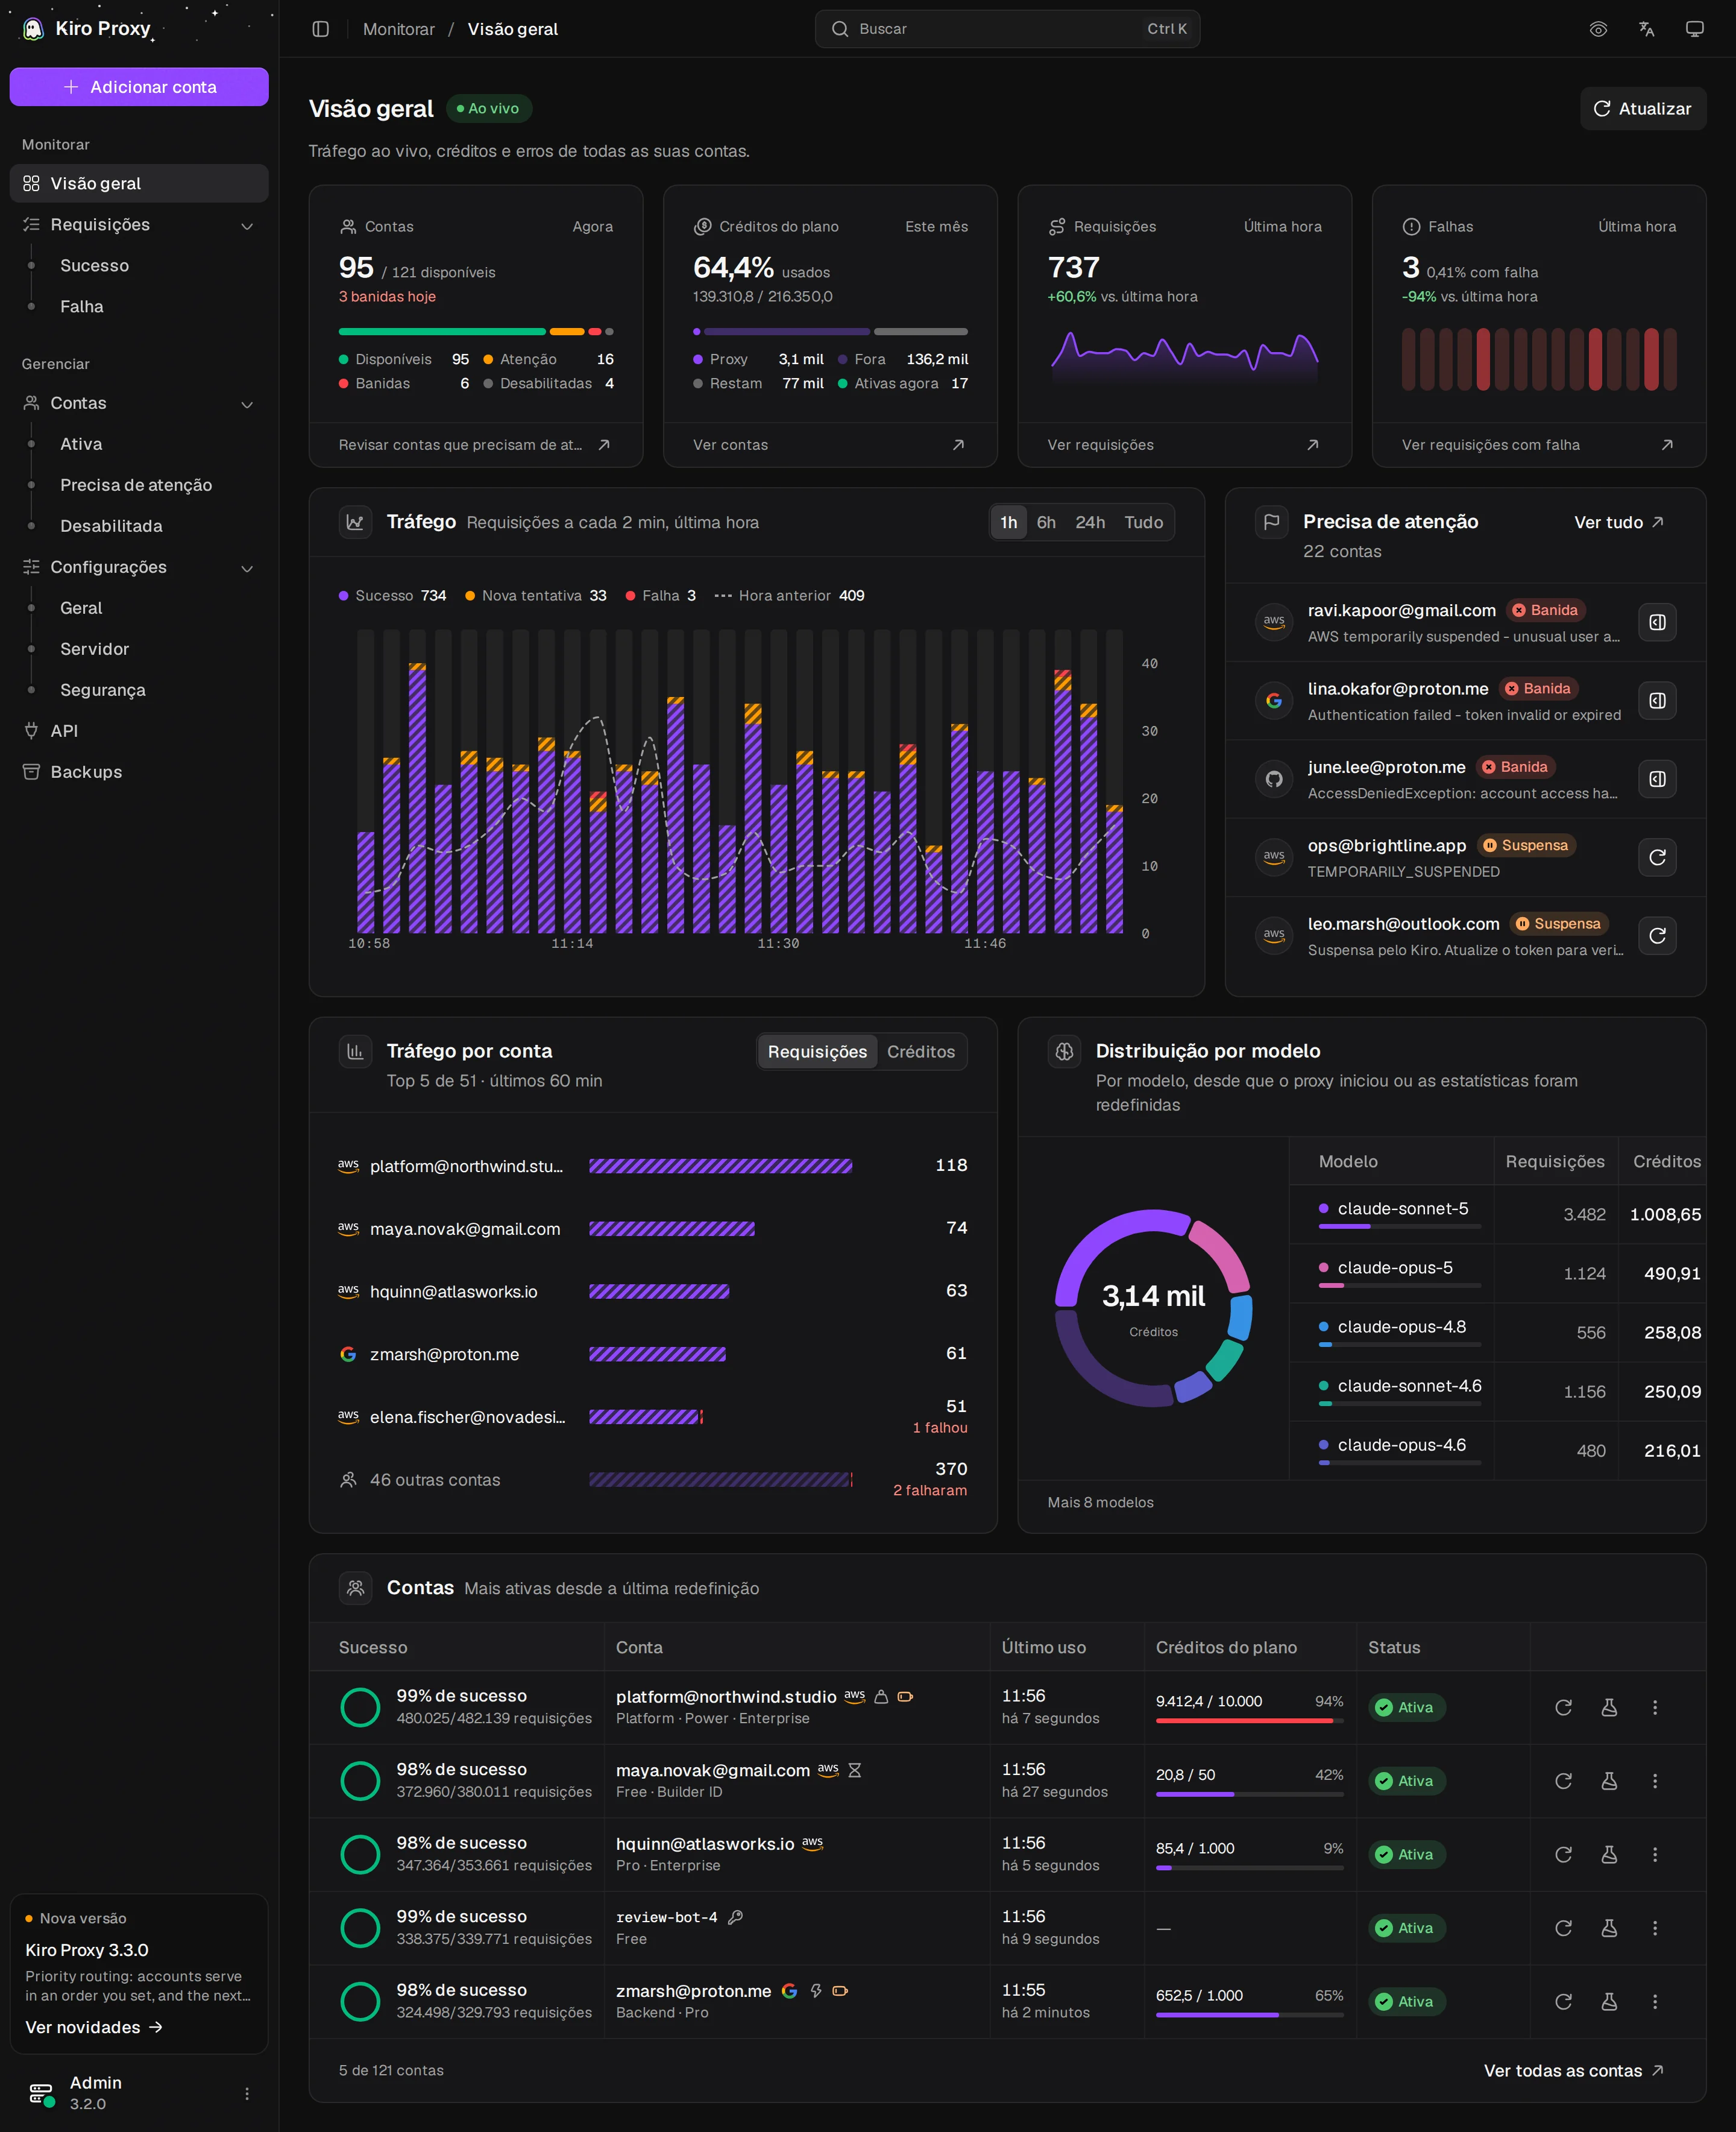 Kiro Proxy
Adicionar conta
Monitorar
Visão geral
Requisições
Sucesso
Falha
Gerenciar
Contas
Ativa
Precisa de atenção
Desabilitada
Configurações
Geral
Servidor
Segurança
API
Backups
Nova versão
Kiro Proxy 3.3.0
Priority routing: accounts serve
in an order you set, and the next...
Ver novidades
Admin
3.2.0
Monitorar / Visão geral
Buscar Ctrl K
Visão geral Ao vivo
Atualizar
Tráfego ao vivo, créditos e erros de todas as suas contas.
Contas Agora
95 / 121 disponíveis
3 banidas hoje
Disponíveis 95 Atenção 16
Banidas 6 Desabilitadas 4
Revisar contas que precisam de at...
Créditos do plano Este mês
64,4% usados
139.310,8 / 216.350,0
Proxy 3,1 mil Fora 136,2 mil
Restam 77 mil Ativas agora 17
Ver contas
Requisições Última hora
737
+60,6% vs. última hora
Ver requisições
Falhas Última hora
3 0,41% com falha
-94% vs. última hora
Ver requisições com falha
Tráfego Requisições a cada 2 min, última hora
1h 6h 24h Tudo
Sucesso 734 Nova tentativa 33 Falha 3 Hora anterior 409
40
30
20
10
0
10:58 11:14 11:30 11:46
Precisa de atenção Ver tudo
22 contas
aws ravi.kapoor@gmail.com Banida
AWS temporarily suspended - unusual user a...
lina.okafor@proton.me Banida
Authentication failed - token invalid or expired
june.lee@proton.me Banida
AccessDeniedException: account access ha...
aws ops@brightline.app Suspensa
TEMPORARILY_SUSPENDED
aws leo.marsh@outlook.com Suspensa
Suspensa pelo Kiro. Atualize o token para veri...
Tráfego por conta Requisições Créditos
Top 5 de 51 · últimos 60 min
aws platform@northwind.stu... 118
aws maya.novak@gmail.com 74
aws hquinn@atlasworks.io 63
zmarsh@proton.me 61
aws elena.fischer@novadesi... 51
1 falhou
46 outras contas 370
2 falharam
Distribuição por modelo
Por modelo, desde que o proxy iniciou ou as estatísticas foram
redefinidas
3,14 mil
Créditos
Modelo Requisições Créditos
claude-sonnet-5 3.482 1.008,65
claude-opus-5 1.124 490,91
claude-opus-4.8 556 258,08
claude-sonnet-4.6 1.156 250,09
claude-opus-4.6 480 216,01
Mais 8 modelos
Contas Mais ativas desde a última redefinição
Sucesso Conta Último uso Créditos do plano Status
99% de sucesso platform@northwind.studio aws 11:56 9.412,4 / 10.000 94% Ativa
480.025/482.139 requisições Platform · Power · Enterprise há 7 segundos
98% de sucesso maya.novak@gmail.com aws 11:56 20,8 / 50 42% Ativa
372.960/380.011 requisições Free · Builder ID há 27 segundos
98% de sucesso hquinn@atlasworks.io aws 11:56 85,4 / 1.000 9% Ativa
347.364/353.661 requisições Pro · Enterprise há 5 segundos
99% de sucesso review-bot-4 11:56 — Ativa
338.375/339.771 requisições Free há 9 segundos
98% de sucesso zmarsh@proton.me 11:55 652,5 / 1.000 65% Ativa
324.498/329.793 requisições Backend · Pro há 2 minutos
5 de 121 contas Ver todas as contas